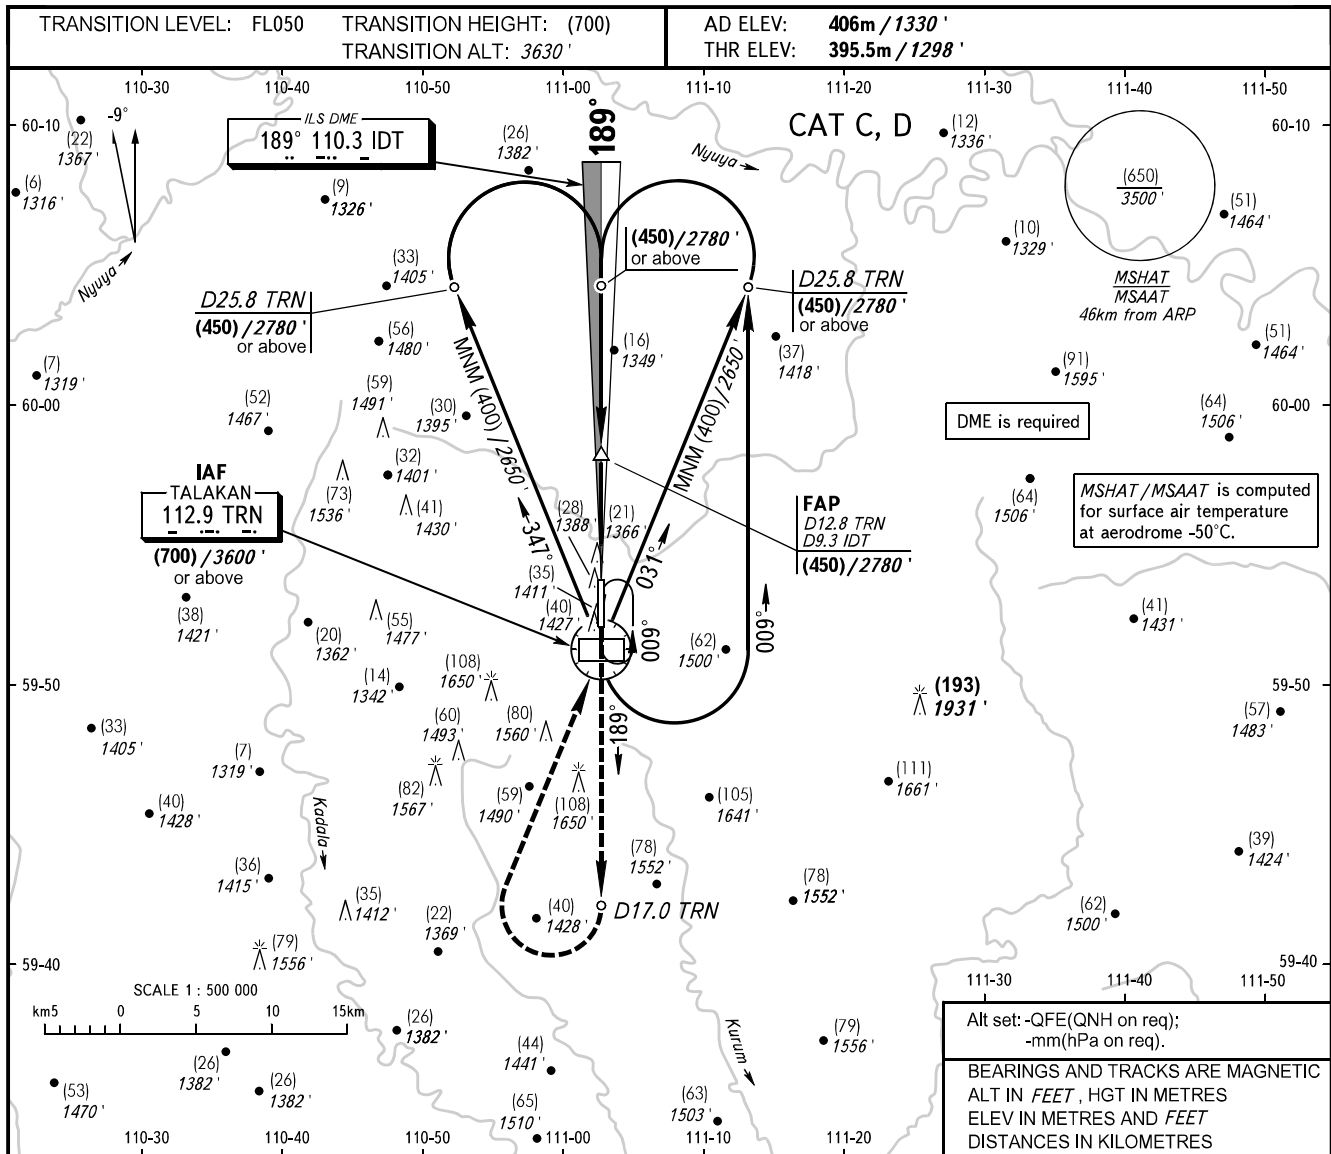 TRANSITION LEVEL: FL050 TRANSITION HEIGHT: (700)
TRANSITION ALT: 3630 '
AD ELEV: 406m / 1330 '
THR ELEV: 395.5m / 1298 '
110-30 110-40 110-50 111-00 111-10 111-20 111-30 111-40 111-50
60-10
60-10
-9°
(22)
1367 '
ILS DME
189° 110.3 IDT
(26)
1382 '
189°
CAT C, D
(12)
1336 '
Nyuya
(650)
3500 '
(6)
1316 '
(9)
1326 '
(51)
1464 '
(10)
1329 '
Nyuya
(33)
1405 '
(450) / 2780 '
or above
D25.8 TRN
(450) / 2780 '
or above
D25.8 TRN
(450) / 2780 '
or above
MSHAT
MSAAT
46km from ARP
(56)
1480 '
(16)
1349 '
(37)
1418 '
(51)
1464 '
(7)
1319 '
(91)
1595 '
(59)
1491 '
(52)
1467 '
(30)
1395 '
MNM (400) / 2650 '
MNM (400) / 2650 '
60-00
60-00
DME is required
(64)
1506 '
IAF
TALAKAN
112.9 TRN
(700) / 3600 '
or above
(32)
1401 '
(73)
1536 '
(41)
1430 '
(28)
1388 '
(21)
1366 '
FAP
D12.8 TRN
D9.3 IDT
(450) / 2780 '
(64)
1506 '
MSHAT / MSAAT is computed
for surface air temperature
at aerodrome -50°C.
347°
031°
(35)
1411 '
(40)
1427 '
009°
009°
(38)
1421 '
(20)
1362 '
(55)
1477 '
(62)
1500 '
(41)
1431 '
(14)
1342 '
(108)
1650 '
59-50
59-50
(193)
1931 '
(57)
1483 '
(33)
1405 '
(60)
1493 '
(80)
1560 '
189°
(7)
1319 '
(82)
1567 '
(59)
1490 '
(108)
1650 '
(105)
1641 '
(111)
1661 '
(40)
1428 '
Kadala
(39)
1424 '
(36)
1415 '
(78)
1552 '
(78)
1552 '
(35)
1412 '
(22)
1369 '
(40)
1428 '
D17.0 TRN
(62)
1500 '
(79)
1556 '
59-40
59-40
111-30 111-40 111-50
SCALE 1 : 500 000
km5 0 5 10 15km
(26)
1382 '
Kurum
(79)
1556 '
Alt set: -QFE(QNH on req);
-mm(hPa on req).
(26)
1382 '
(44)
1441 '
(53)
1470 '
(26)
1382 '
(65)
1510 '
(63)
1503 '
BEARINGS AND TRACKS ARE MAGNETIC
ALT IN FEET , HGT IN METRES
ELEV IN METRES AND FEET
DISTANCES IN KILOMETRES
110-30 110-40 110-50 111-00 111-10 111-20